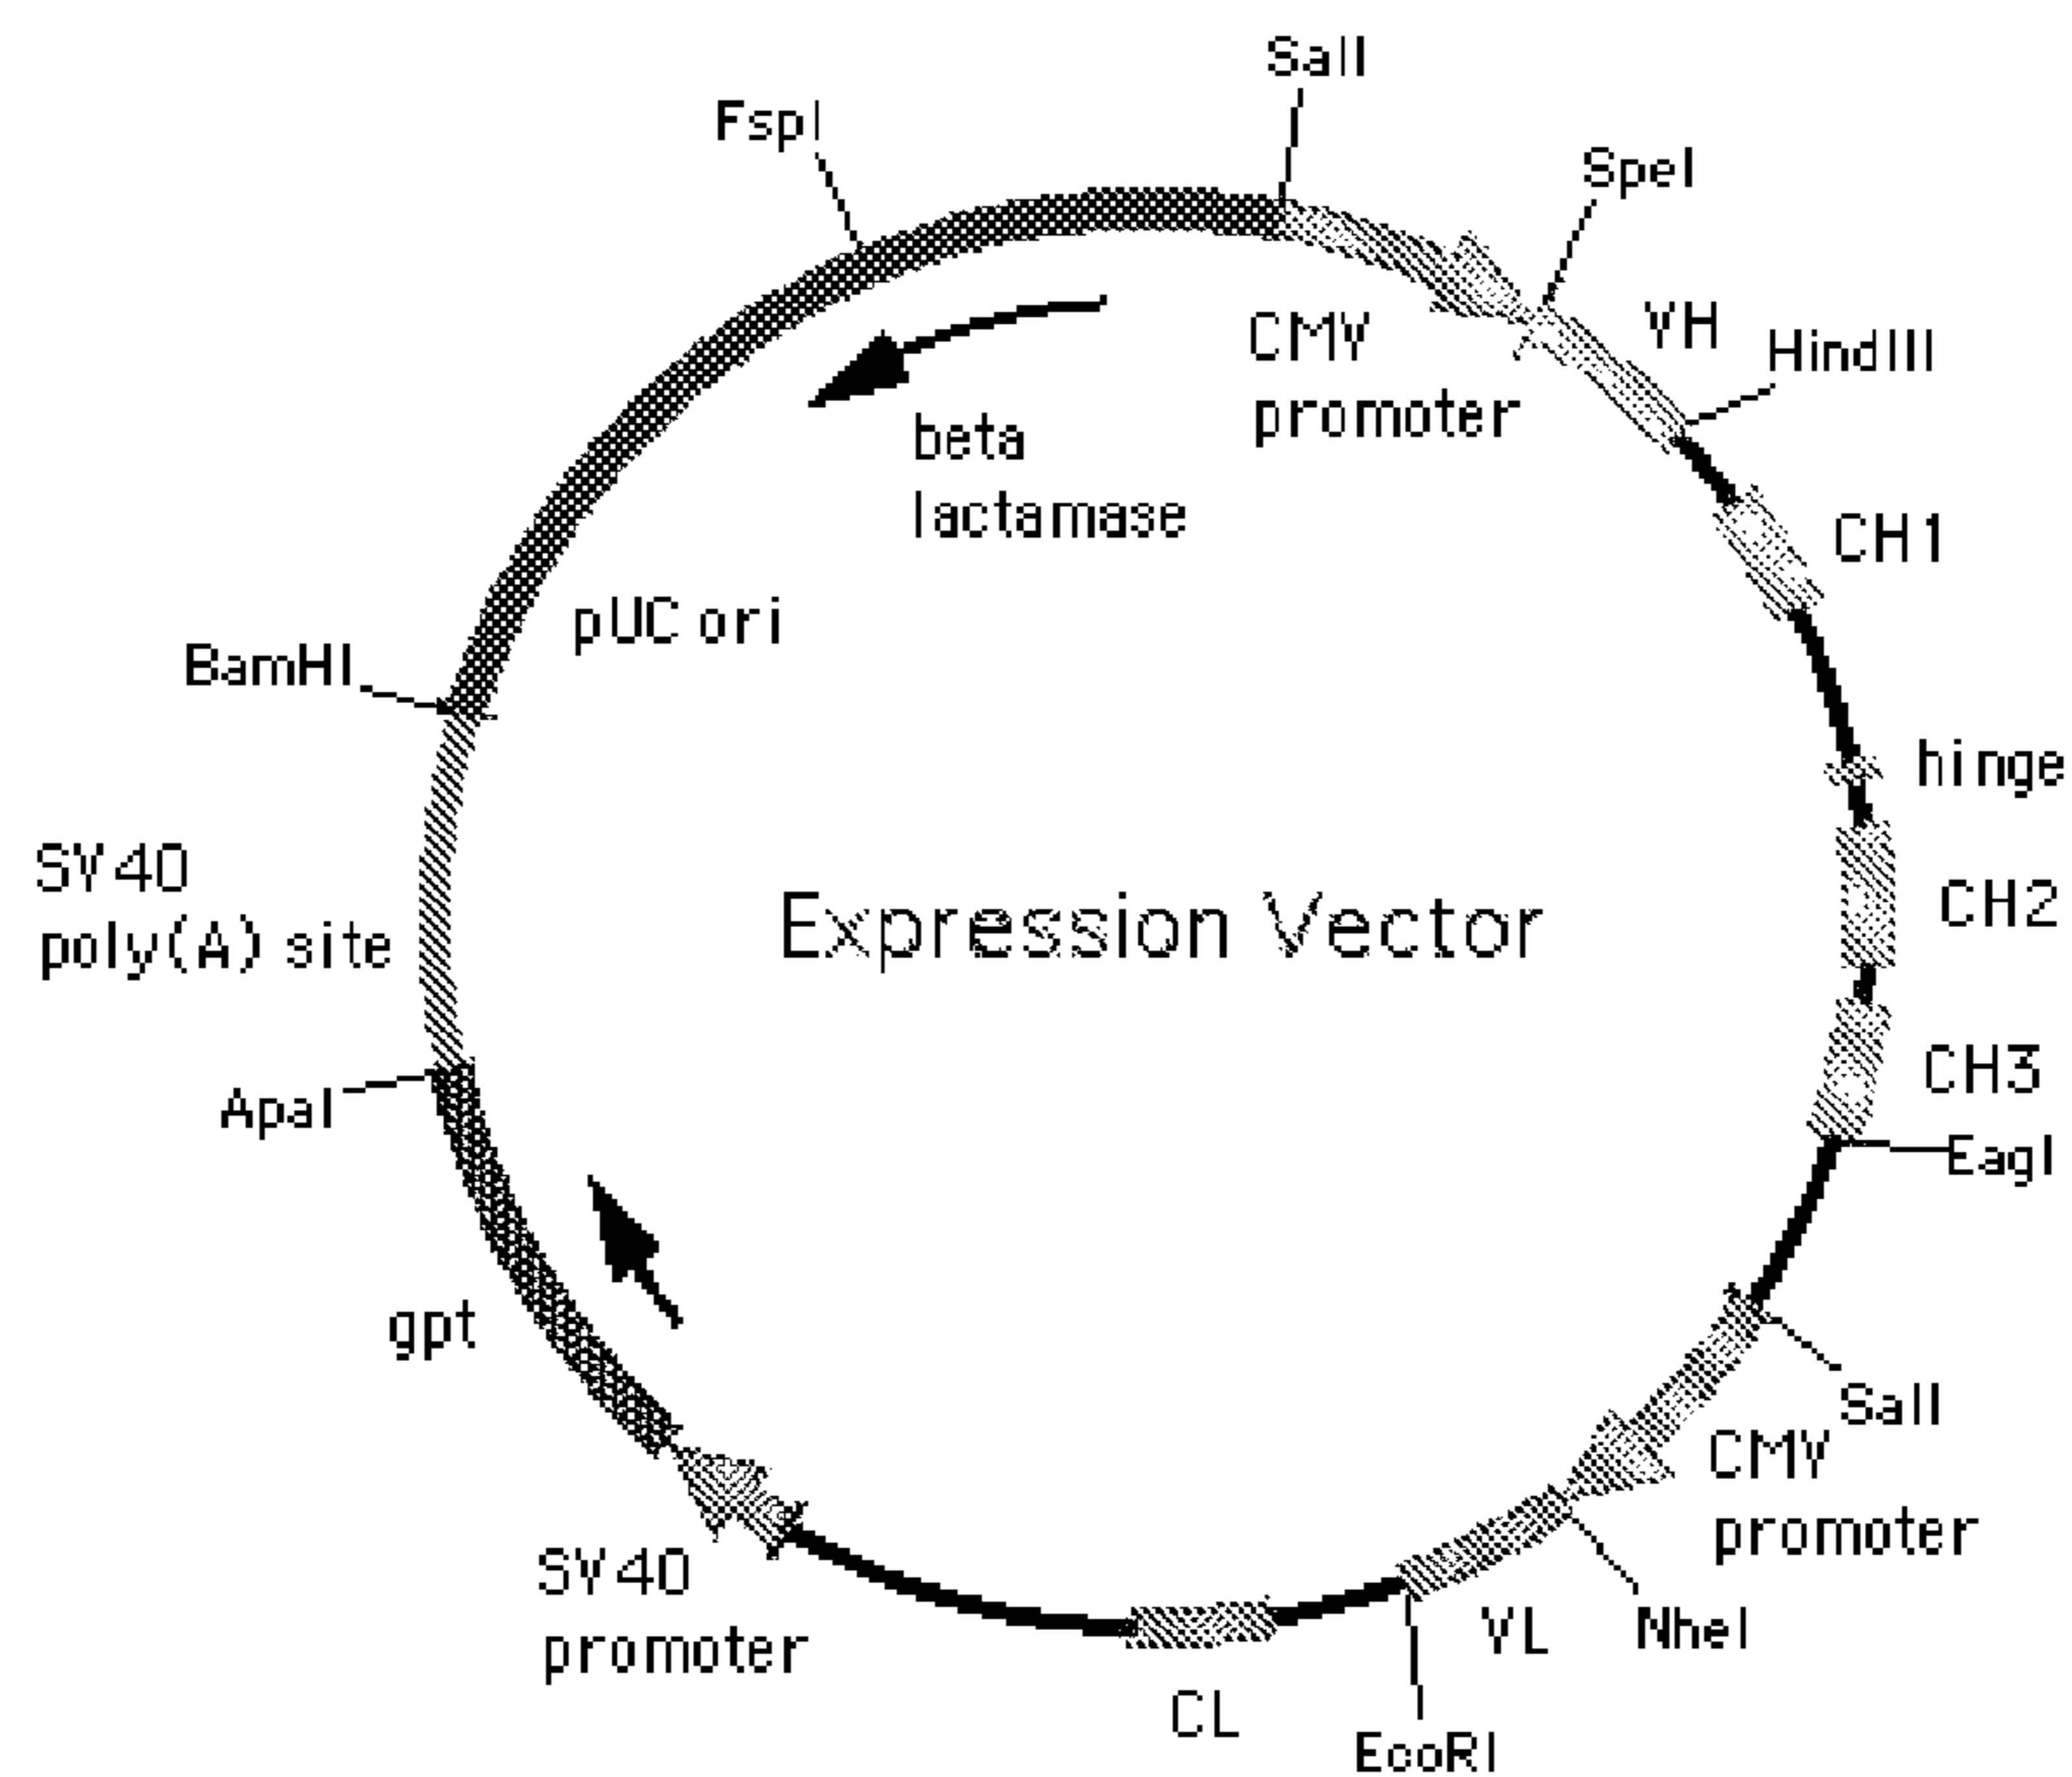 SalI
FspI
SpeI
VH
HindIII
CMV
promoter
beta
lactamase
CH1
pUC ori
BamHI
hinge
SV40
poly(A) site
Expression Vector
CH2
CH3
ApaI
EagI
gpt
SalI
CMV
promoter
SV40
promoter
VL
NheI
CL
EcoRI